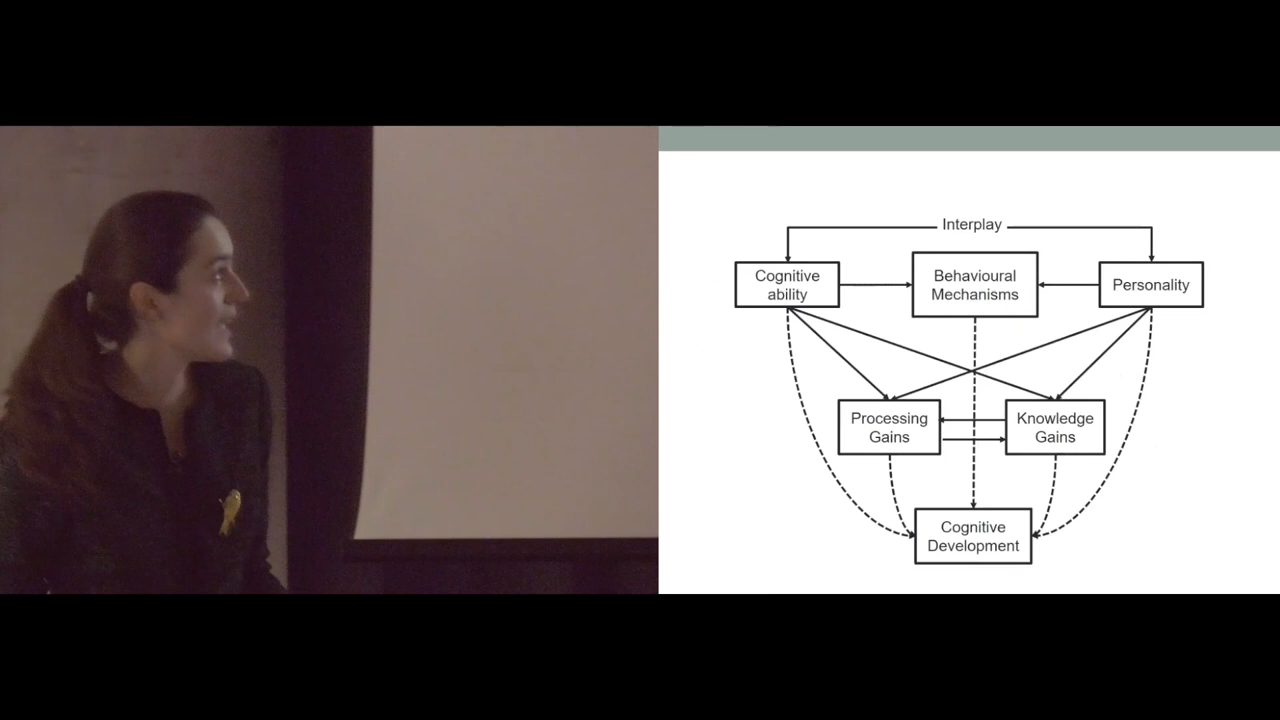 Interplay
Cognitive
ability
Behavioural
Mechanisms
Personality
Processing
Gains
Knowledge
Gains
Cognitive
Development